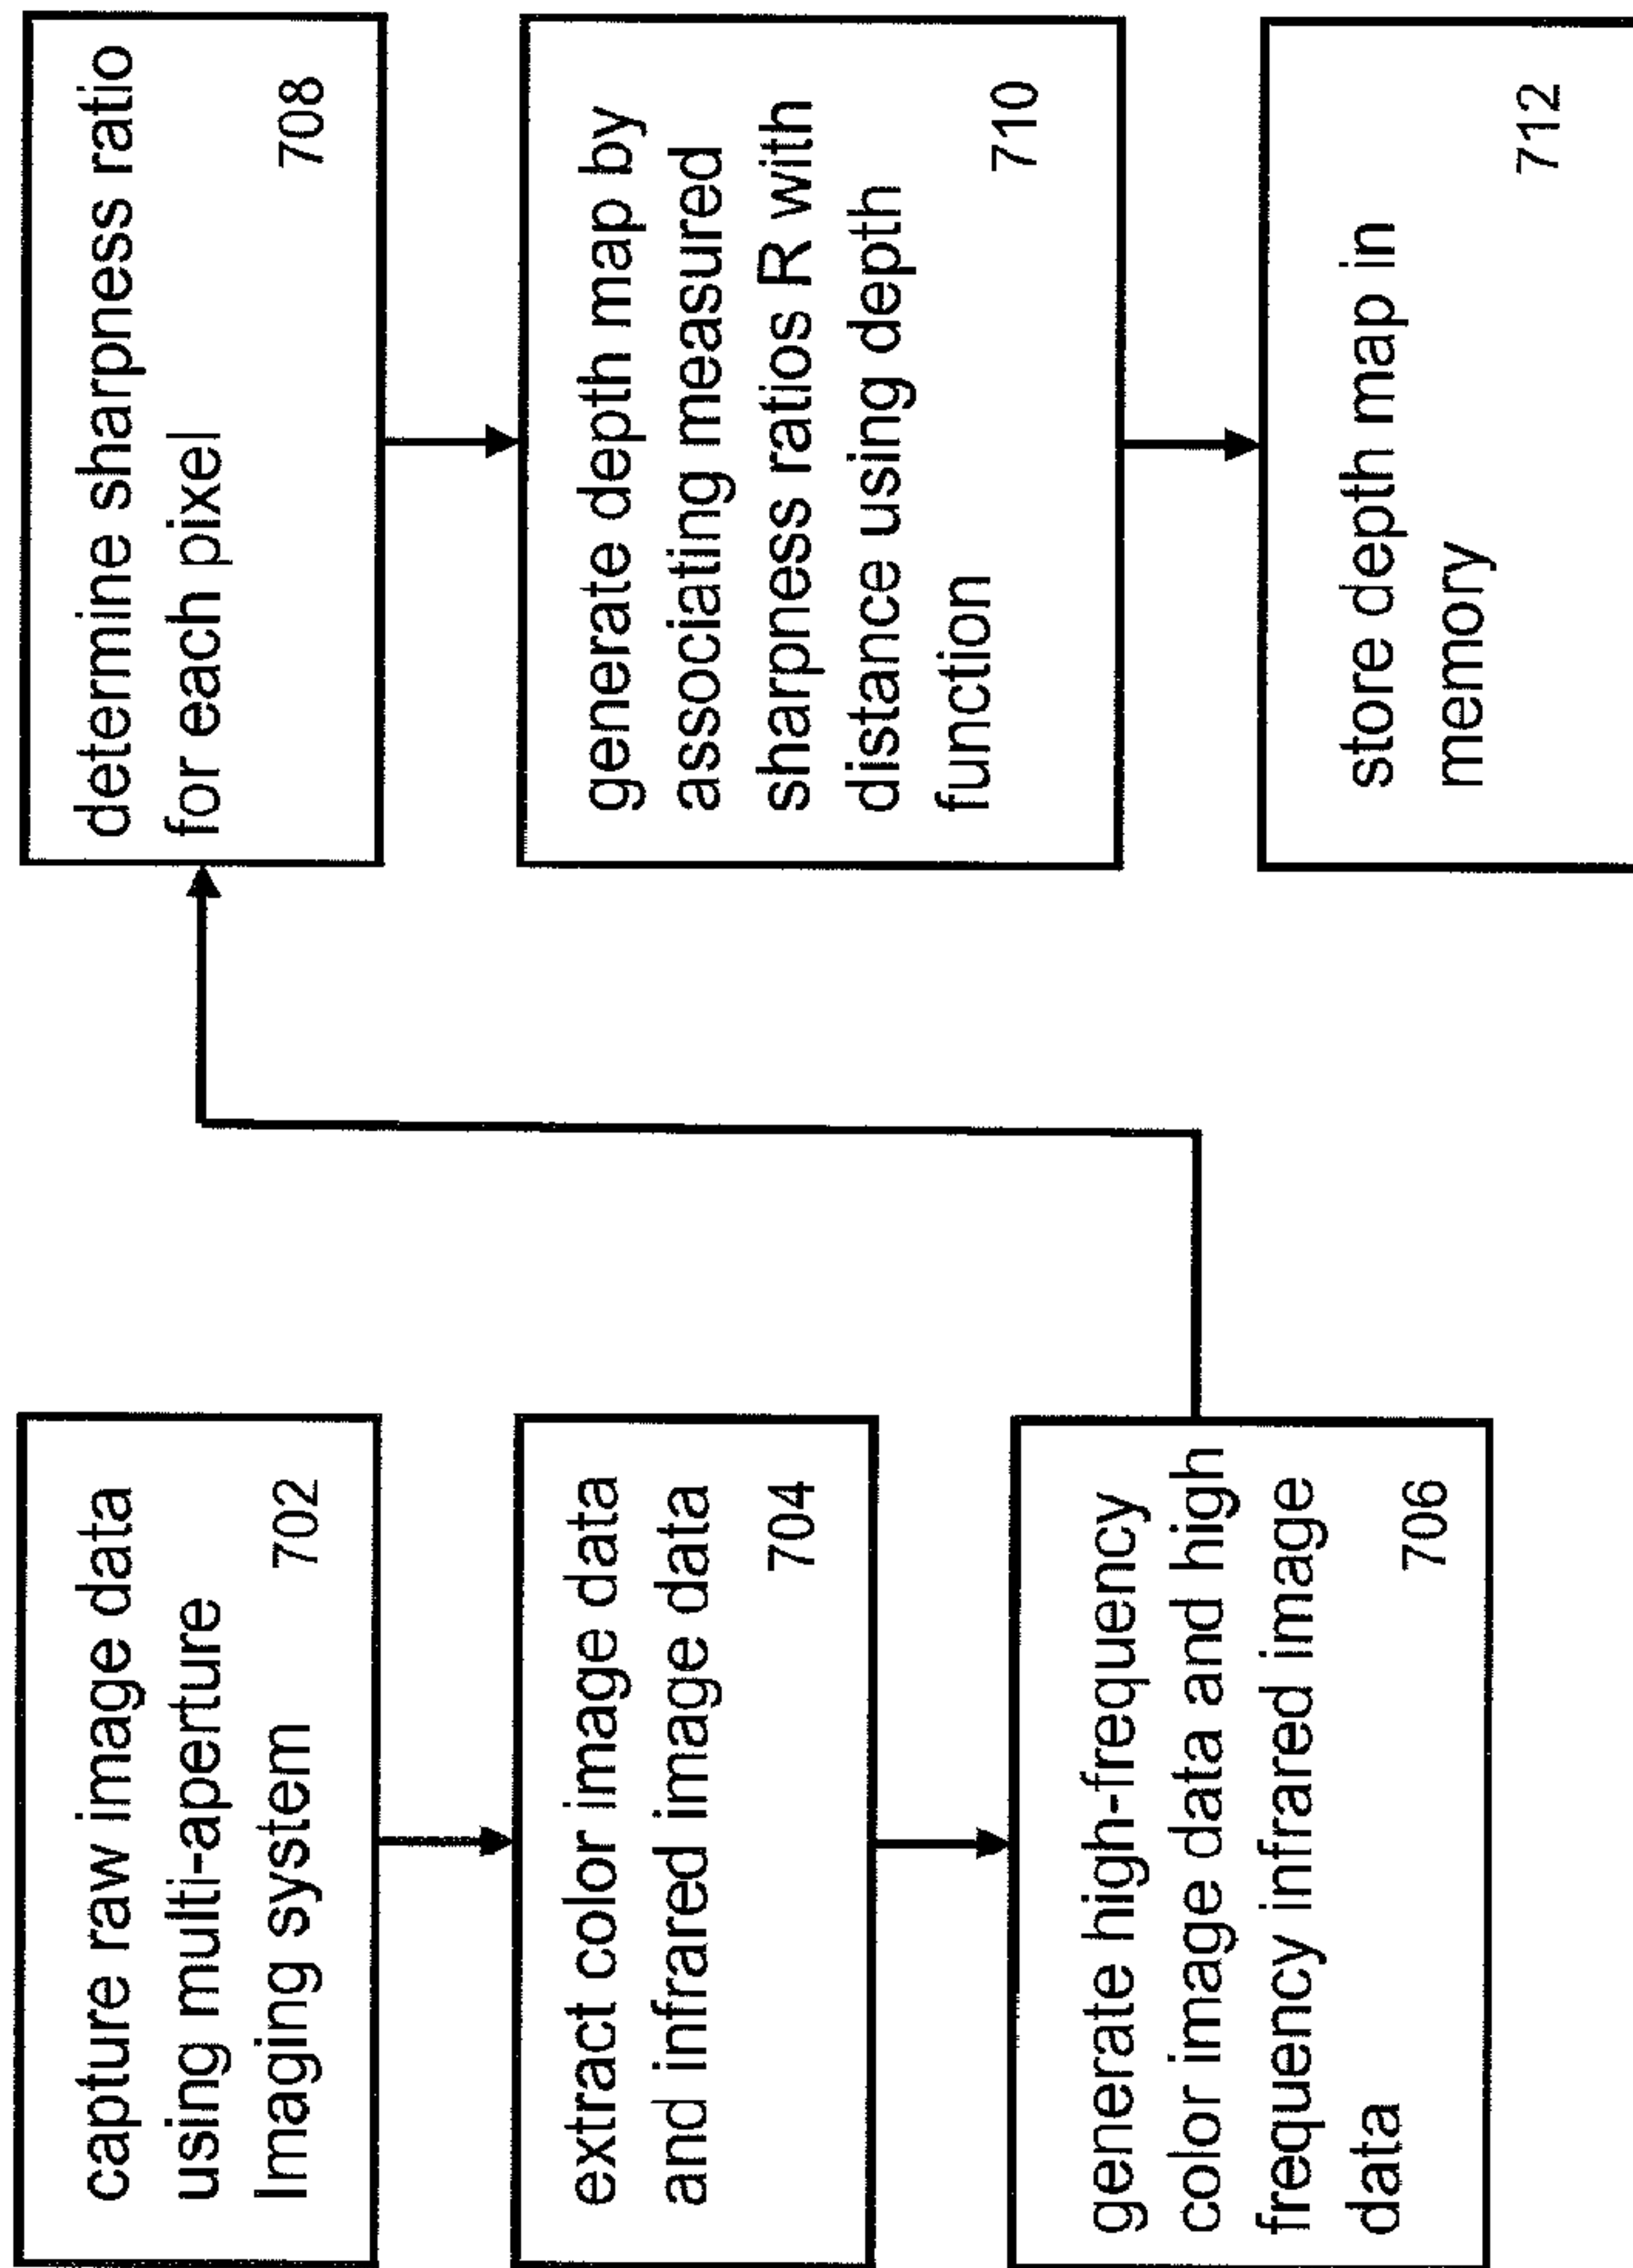 capture raw image data
using multi-aperture
Imaging system
702
extract color image data
and infrared image data
704
generate high-frequency
color image data and high
frequency infrared image
data
706
determine sharpness ratio
for each pixel
708
generate depth map by
associating measured
sharpness ratios R with
distance using depth
function
710
store depth map in
memory
712